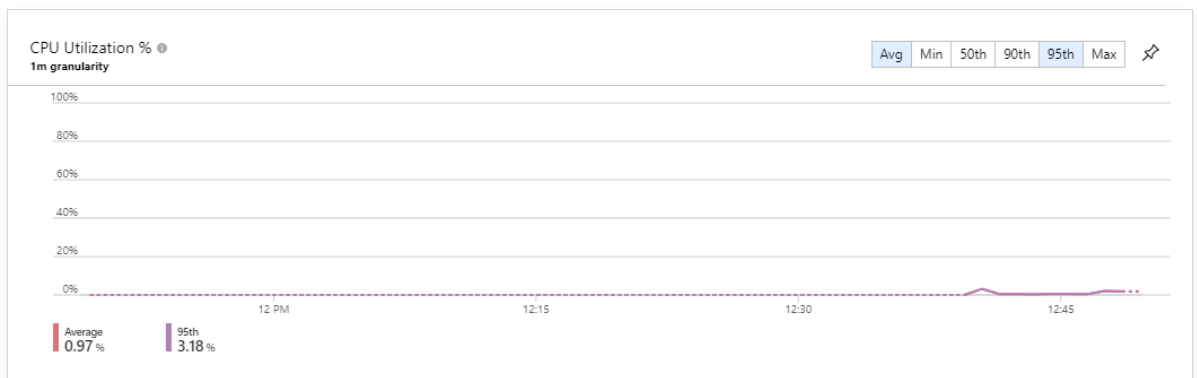 CPU Utilization %
1m granularity
Avg Min 50th 90th 95th Max
100%
80%
60%
40%
20%
0%
12 PM 12:15 12:30 12:45
Average 95th
0.97 % 3.18 %